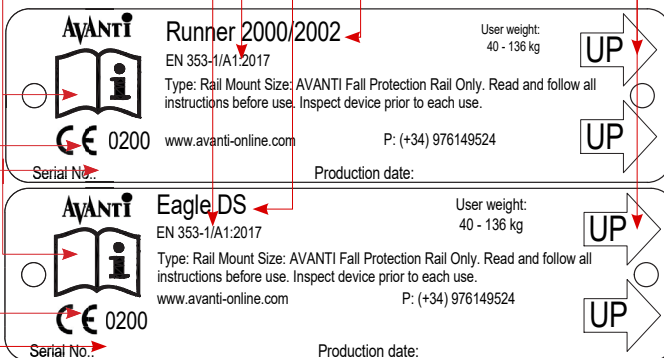 AVANTI
Runner 2000/2002
User weight:
40 - 136 kg
UP
EN 353-1/A1:2017
Type: Rail Mount Size: AVANTI Fall Protection Rail Only. Read and follow all
instructions before use. Inspect device prior to each use.
UP
CE 0200
www.avanti-online.com
P: (+34) 976149524
Serial No.:
Production date:
AVANTI
Eagle DS
User weight:
40 - 136 kg
UP
EN 353-1/A1:2017
Type: Rail Mount Size: AVANTI Fall Protection Rail Only. Read and follow all
instructions before use. Inspect device prior to each use.
www.avanti-online.com
P: (+34) 976149524
UP
CE 0200
Serial No.:
Production date: